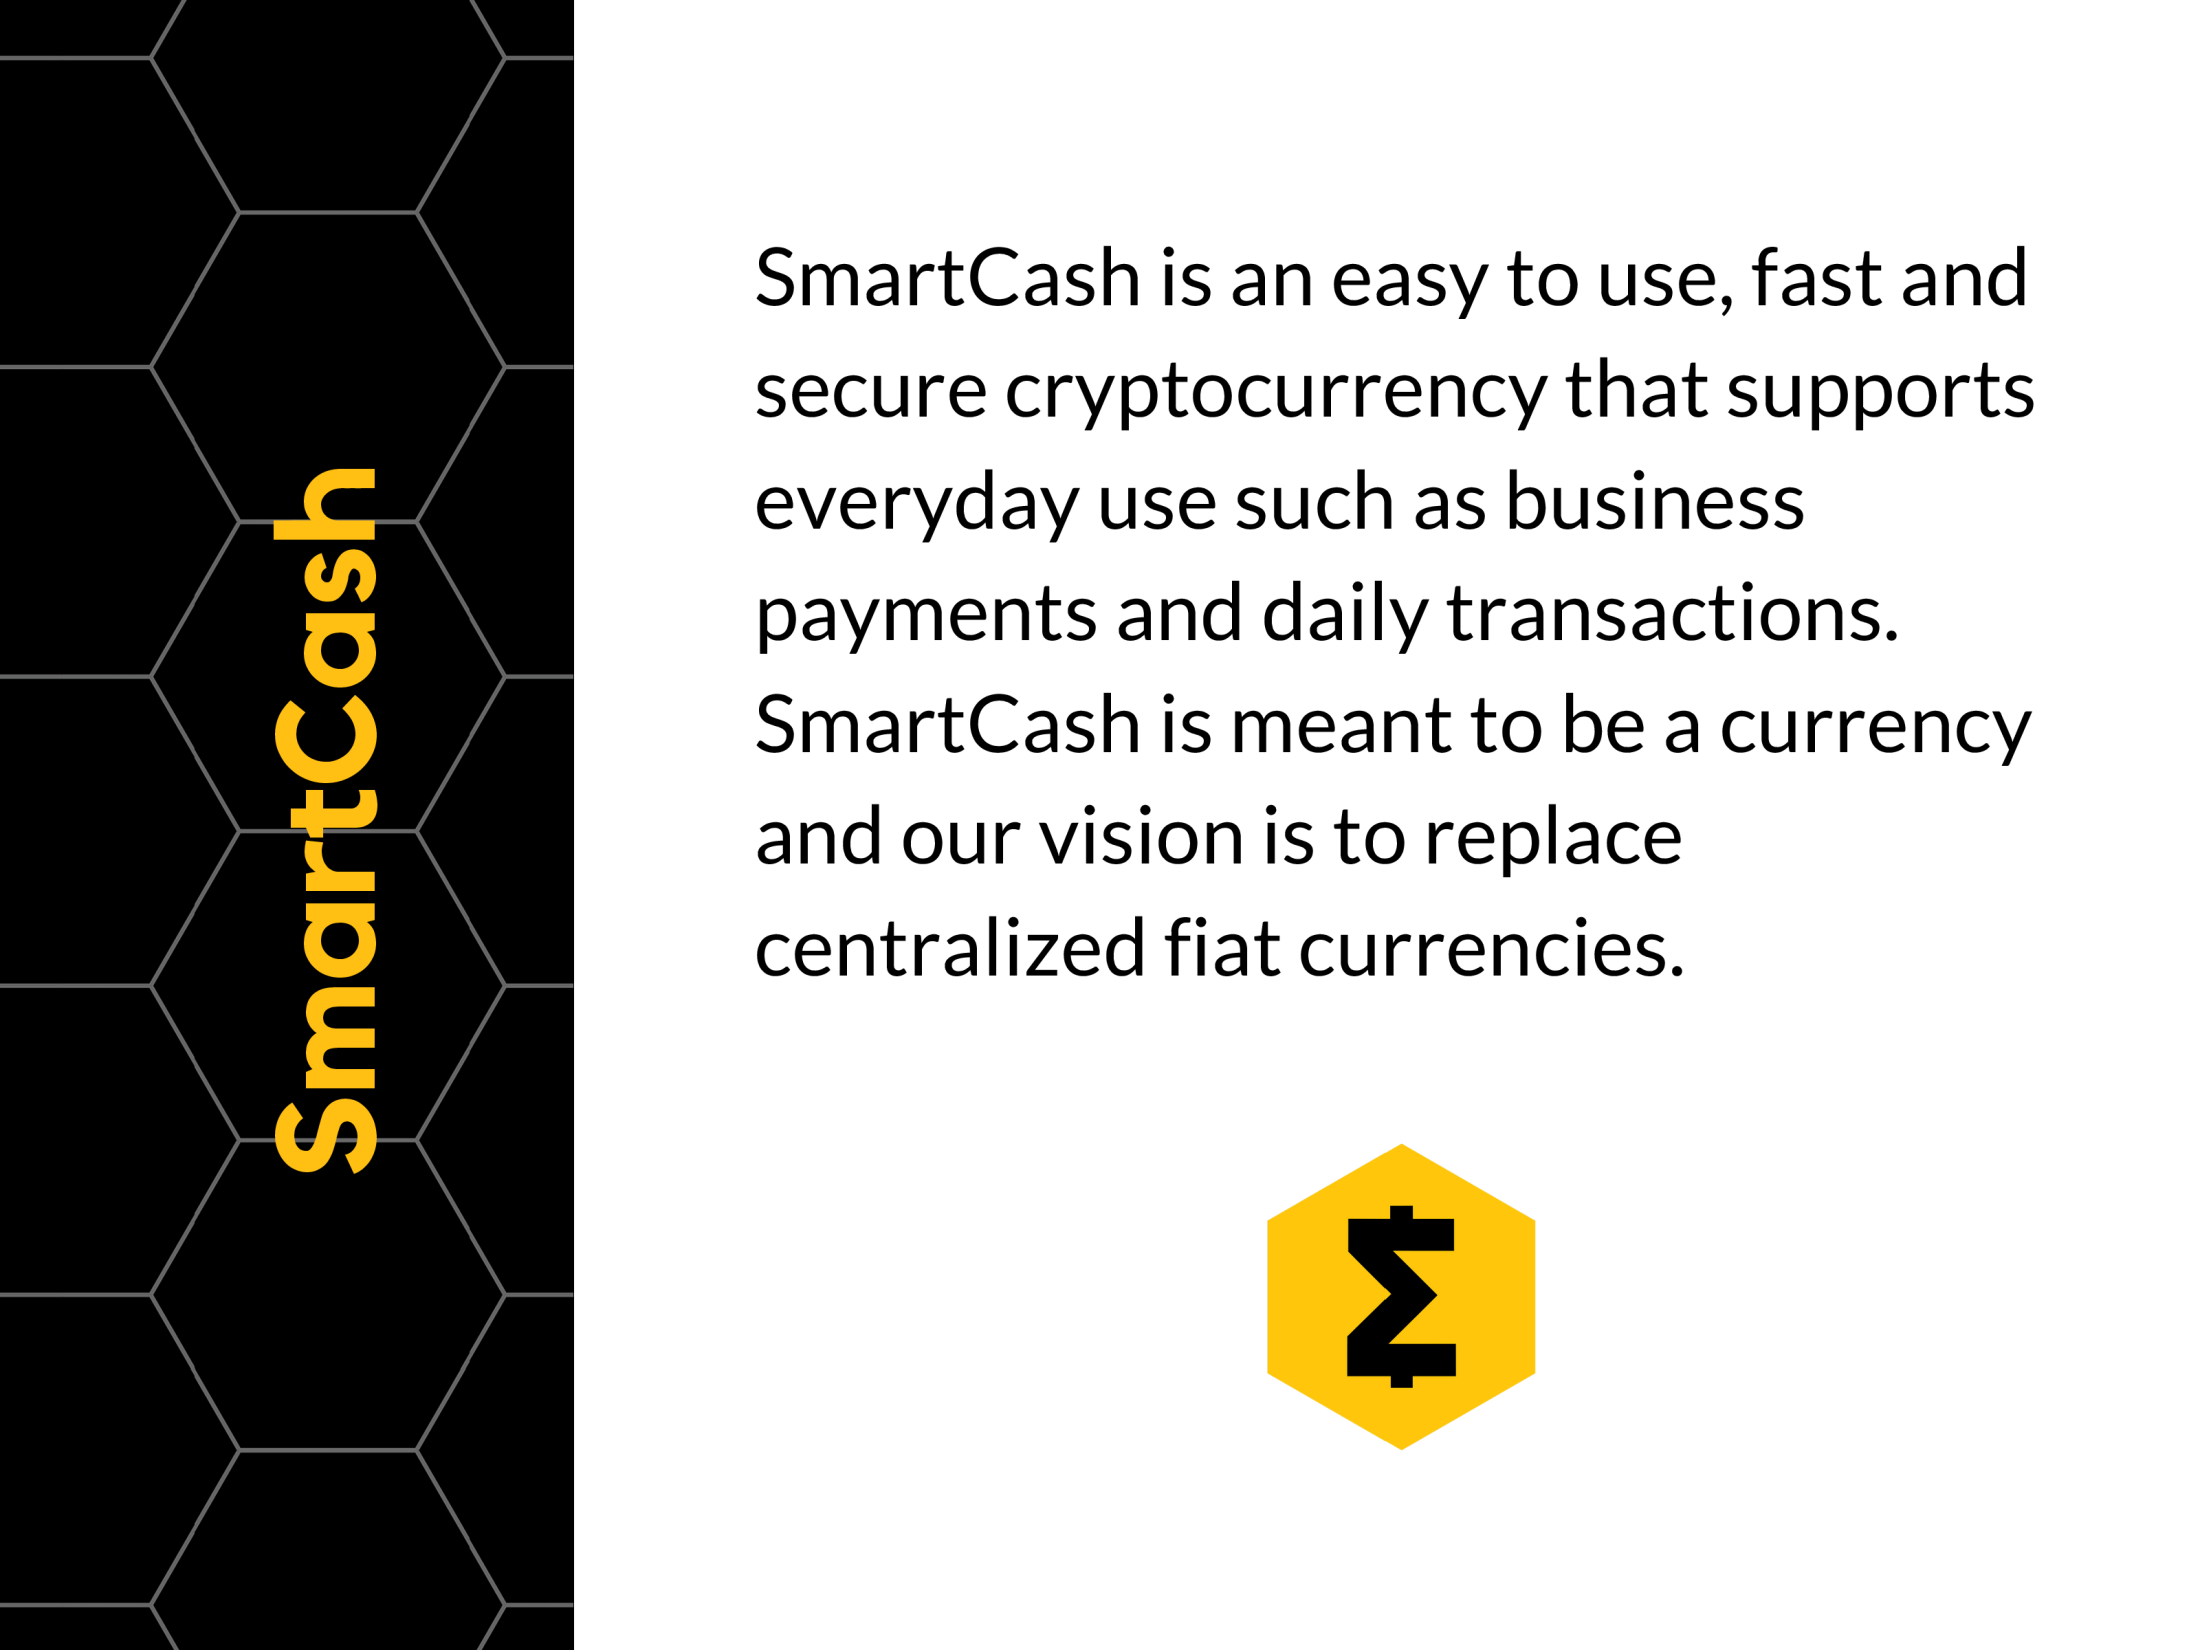 SmartCash
SmartCash is an easy to use, fast and
secure cryptocurrency that supports
everyday use such as business
payments and daily transactions.
SmartCash is meant to be a currency
and our vision is to replace
centralized fiat currencies.